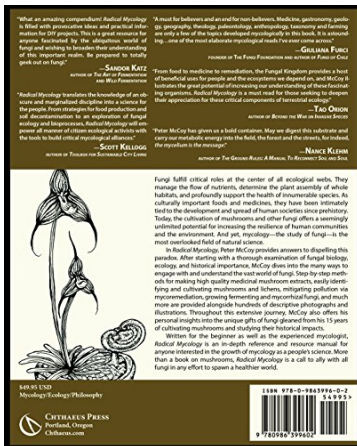 "What an amazing compendium! Radical Mycology
is filled with provocative ideas and practical infor-
mation for DIY projects. This is a great resource for
anyone fascinated by the ubiquitous world of
fungi and wishing to broaden their understanding
of this important realm. Be prepared to totally
geek out on fungi."
—SANDOR KATZ
AUTHOR OF THE ART OF FERMENTATION
AND WILD FERMENTATION
"Radical Mycology translates the knowledge of an ob-
scure and marginalized discipline into a science for
the people. From strategies for food production and
soil decontamination to an exploration of fungal
ecology and bioprocesses, Radical Mycology will em-
power all manner of citizen ecological activists with
the tools to build critical mycological alliances."
—SCOTT KELLOGG
AUTHOR OF TOOLBOX FOR SUSTAINABLE CITY LIVING
"A must for believers and an end for non-believers. Medicine, gastronomy, geolo-
gy, geography, theology, paleontology, anthropology, taxonomy and farming
are only a few of the topics developed mycologically in this book. It is astound-
ing...one of the most elaborate mycological reads I've ever come across."
—GIULIANA FURCI
FOUNDER OF THE FUNGI FOUNDATION AND AUTHOR OF FUNGI OF CHILE
"From food to medicine to remediation, the Fungal Kingdom provides a host
of beneficial uses for people and the ecosystems we depend on, and McCoy il-
lustrates the great potential of increasing our understanding of these fascinat-
ing organisms. Radical Mycology is a must read for those seeking to deepen
their appreciation for these critical components of terrestrial ecology."
—TAO ORION
AUTHOR OF BEYOND THE WAR ON INVASIVE SPECIES
"Peter McCoy has given us a bold container. May we digest this substrate and
carry our metabolic energy into the field, the forest and the streets, for indeed,
the mycelium is the message."
—NANCE KLEHM
AUTHOR OF THE GROUND RULES: A MANUAL TO RECONNECT SOIL AND SOUL
Fungi fulfill critical roles at the center of all ecological webs. They
manage the flow of nutrients, determine the plant assembly of whole
habitats, and profoundly support the health of innumerable species. As
culturally important foods and medicines, they have been intimately
tied to the development and spread of human societies since prehistory.
Today, the cultivation of mushrooms and other fungi offers a seemingly
unlimited potential for increasing the resilience of human communities
and the environment. And yet, mycology—the study of fungi—is the
most overlooked field of natural science.
In Radical Mycology, Peter McCoy provides answers to dispelling this
paradox. After starting with a thorough examination of fungal biology,
ecology, and historical importance, McCoy dives into the many ways to
engage with and understand the vast world of fungi. Step-by-step meth-
ods for making high quality medicinal mushroom extracts, easily identi-
fying and cultivating mushrooms and lichens, mitigating pollution via
mycoremediation, growing fermenting and mycorrhizal fungi, and much
more are provided alongside hundreds of descriptive photographs and
illustrations. Throughout this extensive journey, McCoy also offers his
personal insights into the unique gifts of fungi gleaned from his 15 years
of cultivating mushrooms and studying their historical impacts.
Written for the beginner as well as the experienced mycologist,
Radical Mycology is an in-depth reference and resource manual for
anyone interested in the growth of mycology as a people's science. More
than a book on mushrooms, Radical Mycology is a call to ally with all
fungi in any effort to spawn a healthier world.
$49.95 USD
Mycology/Ecology/Philosophy
CHTHAEUS PRESS
Portland, Oregon
Chthaeus.com
ISBN 978-0-9863996-0-2
54995>
9 780986 399602